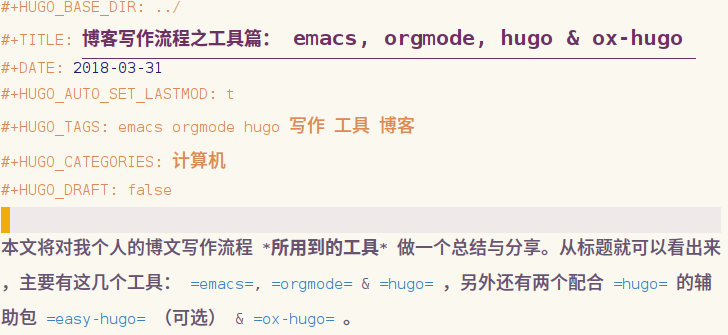 #+HUGO_BASE_DIR: ../
#+TITLE: 博客写作流程之工具篇： emacs, orgmode, hugo & ox-hugo
#+DATE: 2018-03-31
#+HUGO_AUTO_SET_LASTMOD: t
#+HUGO_TAGS: emacs orgmode hugo 写作 工具 博客
#+HUGO_CATEGORIES: 计算机
#+HUGO_DRAFT: false
本文将对我个人的博文写作流程 *所用到的工具* 做一个总结与分享。从标题就可以看出来
，主要有这几个工具： =emacs=, =orgmode= & =hugo= ，另外还有两个配合 =hugo= 的辅
助包 =easy-hugo= （可选） & =ox-hugo= 。